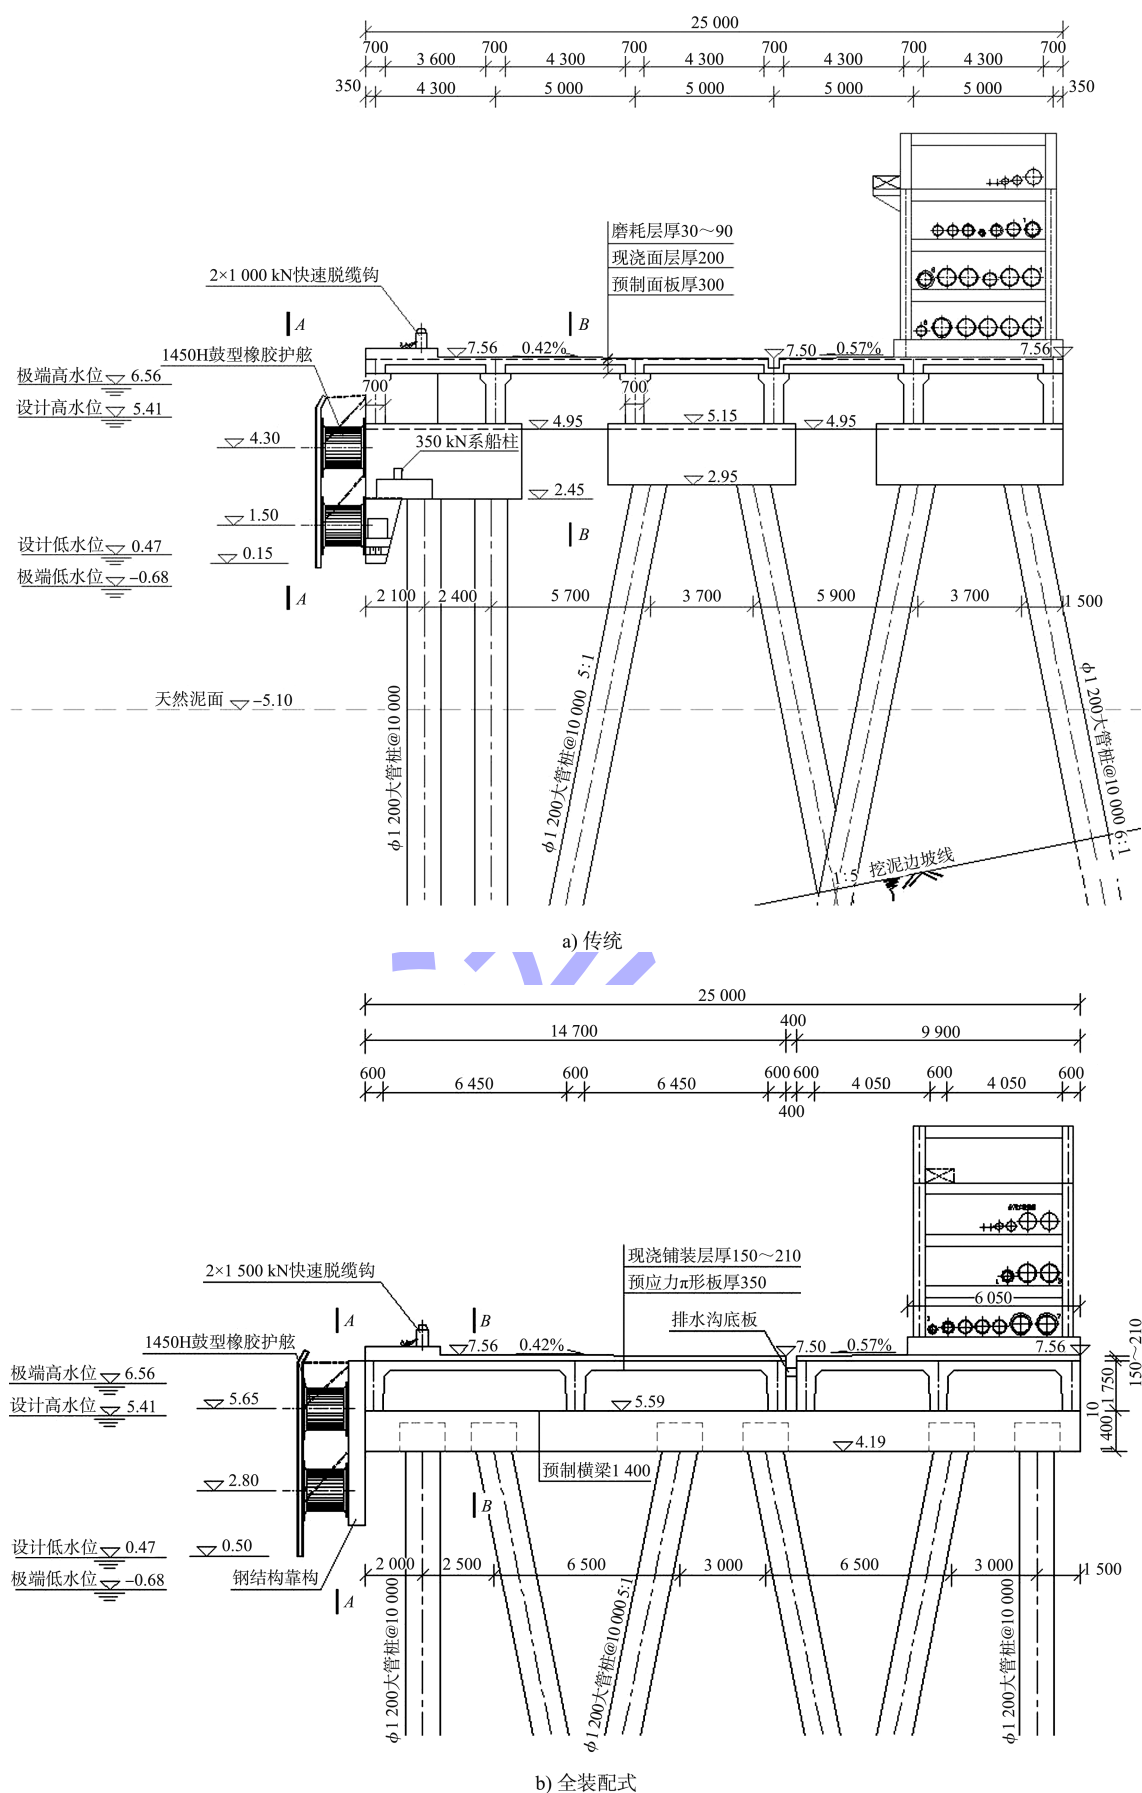 25 000
700 3 600 700 4 300 700 4 300 700 4 300 700 4 300 700
350 4 300 5 000 5 000 5 000 5 000 350
磨耗层厚30～90
现浇面层厚200
预制面板厚300
2×1 000 kN快速脱缆钩
A
B
1450H鼓型橡胶护舷
7.56 0.42% 7.50 0.57% 7.56
极端高水位 6.56
设计高水位 5.41
700 700
4.95 5.15 4.95
4.30
350 kN系船柱
2.95
2.45
1.50
B
设计低水位 0.47
0.15
极端低水位 -0.68
A
2 100 2 400 5 700 3 700 5 900 3 700 1 500
天然泥面 -5.10
ϕ1 200大管桩@10 000
ϕ1 200大管桩@10 000 5:1
ϕ1 200大管桩@10 000 6:1
1:5 挖泥边坡线
a) 传统
25 000
14 700 400 9 900
600 6 450 600 6 450 600 600 4 050 600 4 050 600
400
现浇铺装层厚150～210
2×1 500 kN快速脱缆钩
预应力π形板厚350
6 050
排水沟底板
A
B
1450H鼓型橡胶护舷
7.56 0.42% 7.50 0.57% 7.56
150～210
极端高水位 6.56
设计高水位 5.41
5.65
5.59
1 750
10
1 400
4.19
预制横梁1 400
2.80
B
设计低水位 0.47
0.50
极端低水位 -0.68
钢结构靠构
A
2 000 2 500 6 500 3 000 6 500 3 000 1 500
ϕ1 200大管桩@10 000
ϕ1 200大管桩@10 000 5:1
ϕ1 200大管桩@10 000
b) 全装配式